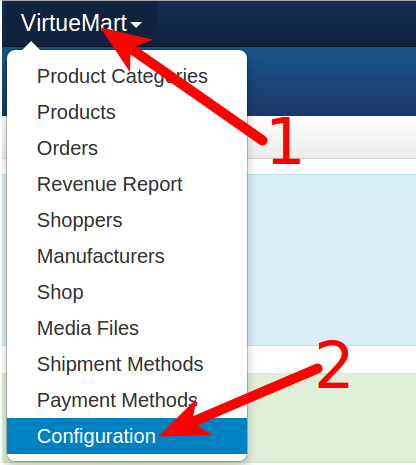 VirtueMart
Product Categories
Products
1
Orders
Revenue Report
Shoppers
Manufacturers
Shop
Media Files
2
Shipment Methods
Payment Methods
Configuration